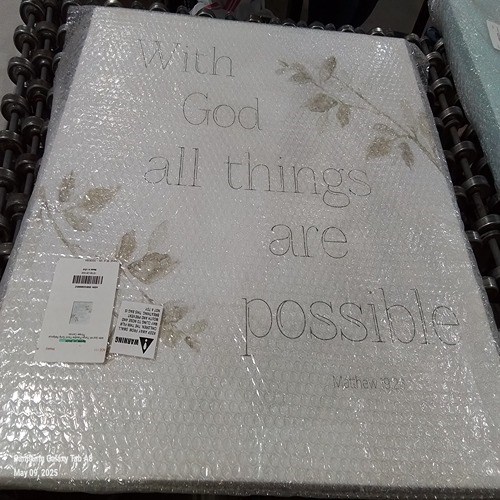 With
God
all things
are
possible
Matthew 19:26
WARNING
Samsung Galaxy Tab A8
May 09, 2025